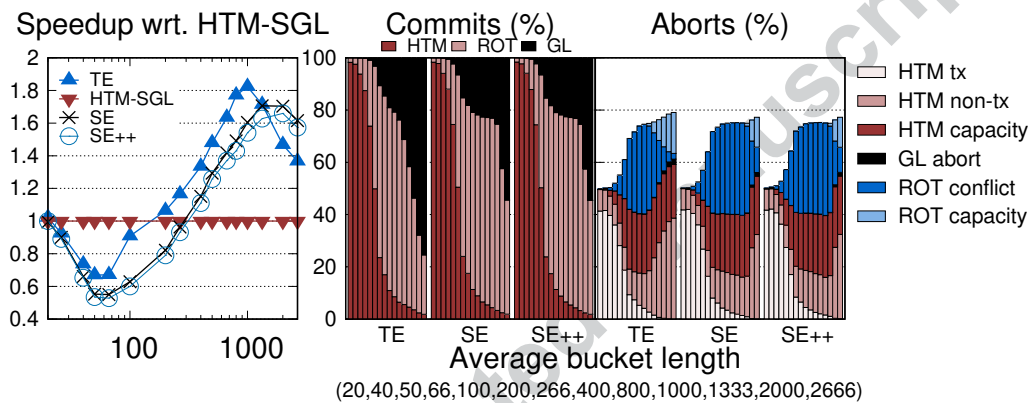 Speedup wrt. HTM-SGL
Commits (%)
Aborts (%)
HTM ROT GL
2
1.8
1.6
1.4
1.2
1
0.8
0.6
0.4
TE
HTM-SGL
SE
SE++
100
1000
100
80
60
40
20
0
TE
SE
SE++
TE
SE
SE++
HTM tx
HTM non-tx
HTM capacity
GL abort
ROT conflict
ROT capacity
Average bucket length
(20,40,50,66,100,200,266,400,800,1000,1333,2000,2666)